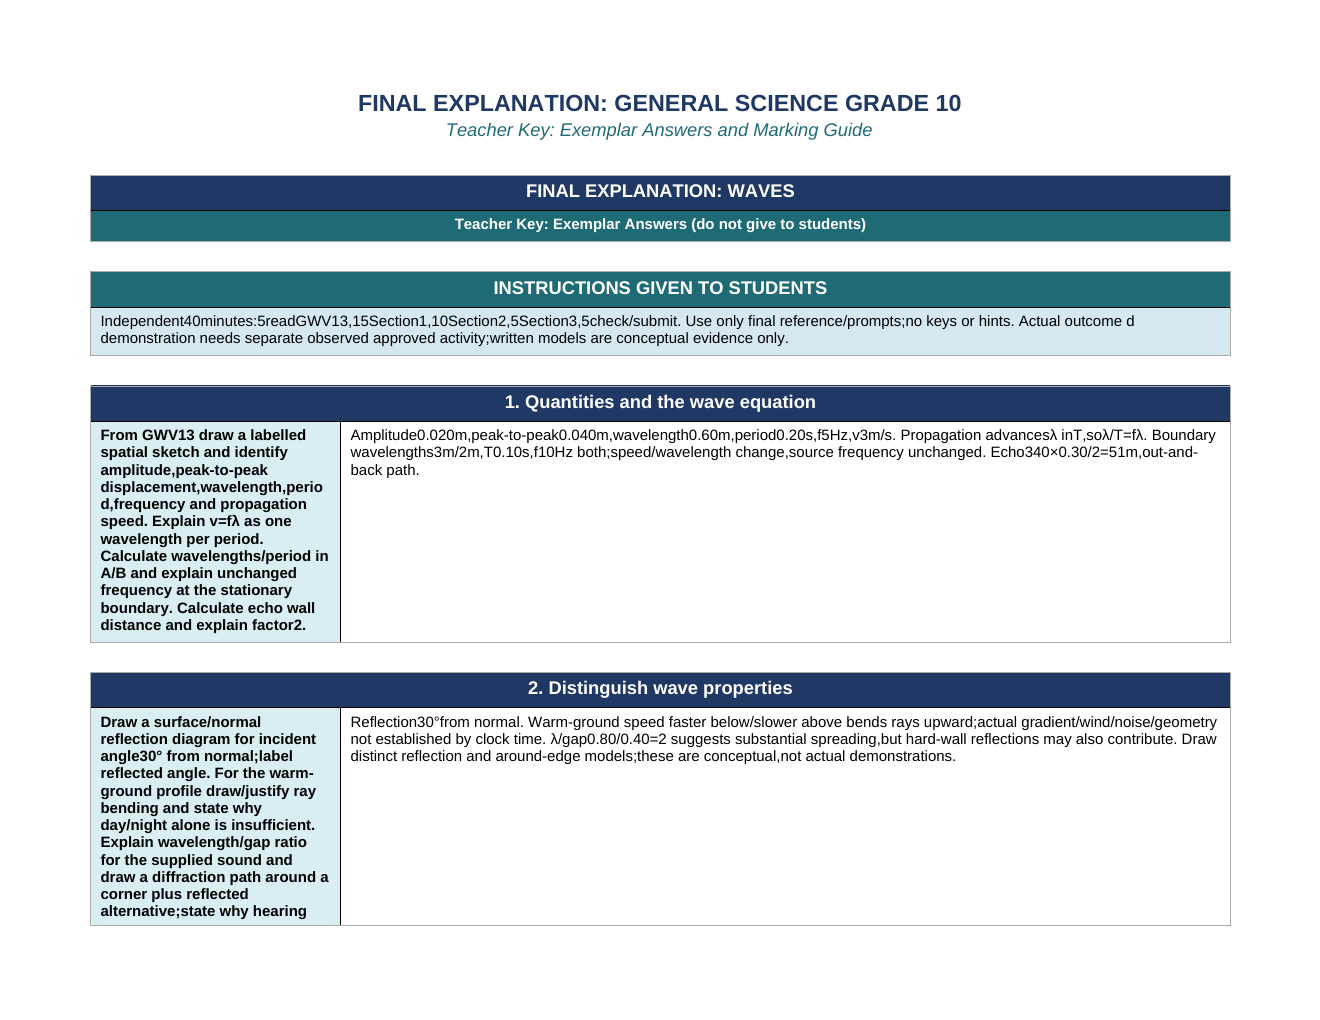 FINAL EXPLANATION: GENERAL SCIENCE GRADE 10
Teacher Key: Exemplar Answers and Marking Guide
FINAL EXPLANATION: WAVES
Teacher Key: Exemplar Answers (do not give to students)
INSTRUCTIONS GIVEN TO STUDENTS
Independent40minutes:5readGWV13,15Section1,10Section2,5Section3,5check/submit. Use only final reference/prompts;no keys or hints. Actual outcome d
demonstration needs separate observed approved activity;written models are conceptual evidence only.
1. Quantities and the wave equation
From GWV13 draw a labelled
spatial sketch and identify
amplitude,peak-to-peak
displacement,wavelength,perio
d,frequency and propagation
speed. Explain v=fλ as one
wavelength per period.
Calculate wavelengths/period in
A/B and explain unchanged
frequency at the stationary
boundary. Calculate echo wall
distance and explain factor2.
Amplitude0.020m,peak-to-peak0.040m,wavelength0.60m,period0.20s,f5Hz,v3m/s. Propagation advancesλ inT,soλ/T=fλ. Boundary
wavelengths3m/2m,T0.10s,f10Hz both;speed/wavelength change,source frequency unchanged. Echo340×0.30/2=51m,out-and-
back path.
2. Distinguish wave properties
Draw a surface/normal
reflection diagram for incident
angle30° from normal;label
reflected angle. For the warm-
ground profile draw/justify ray
bending and state why
day/night alone is insufficient.
Explain wavelength/gap ratio
for the supplied sound and
draw a diffraction path around a
corner plus reflected
alternative;state why hearing
Reflection30°from normal. Warm-ground speed faster below/slower above bends rays upward;actual gradient/wind/noise/geometry
not established by clock time. λ/gap0.80/0.40=2 suggests substantial spreading,but hard-wall reflections may also contribute. Draw
distinct reflection and around-edge models;these are conceptual,not actual demonstrations.